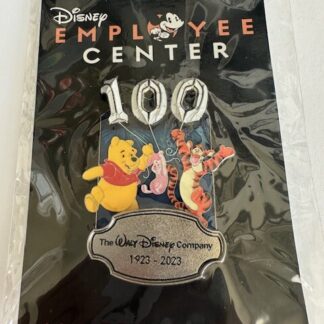 Disney
EMPLOYEE
CENTER
100
The Walt Disney Company
1923 - 2023